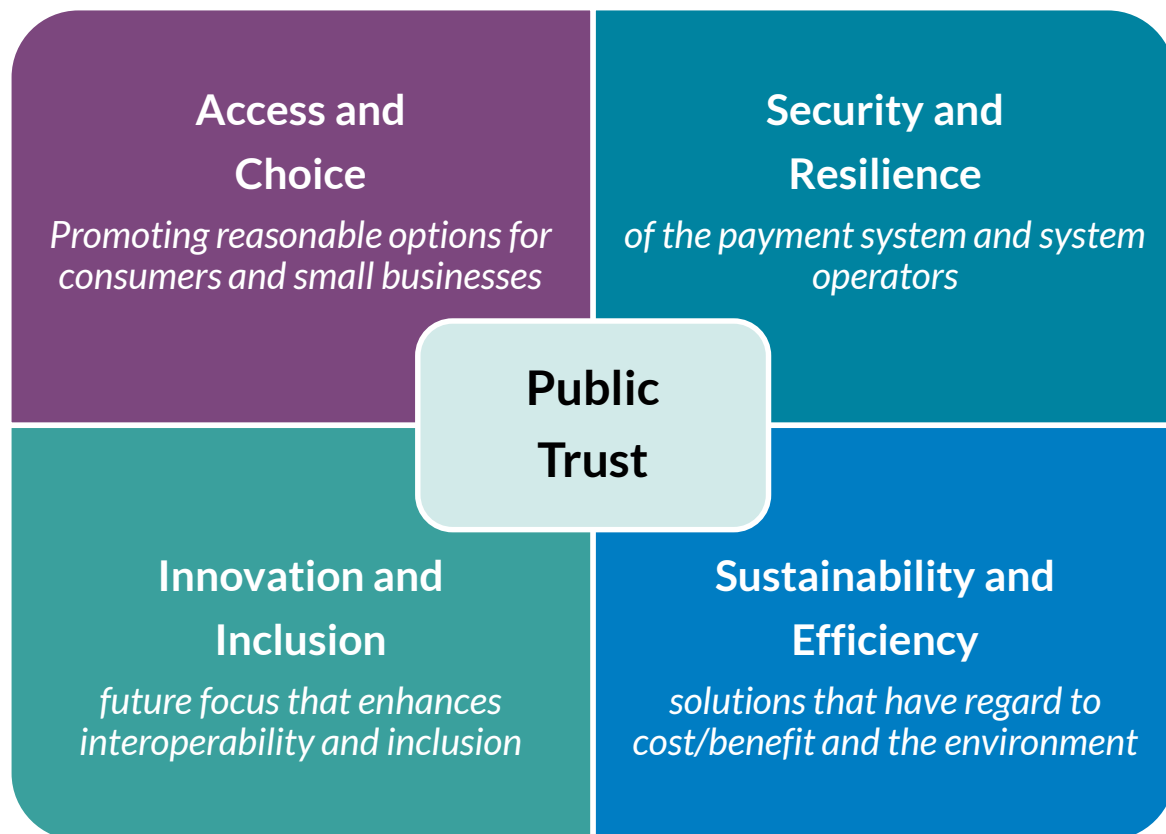 Access and
Choice
Promoting reasonable options for
consumers and small businesses
Security and
Resilience
of the payment system and system
operators
Public
Trust
Innovation and
Inclusion
future focus that enhances
interoperability and inclusion
Sustainability and
Efficiency
solutions that have regard to
cost/benefit and the environment